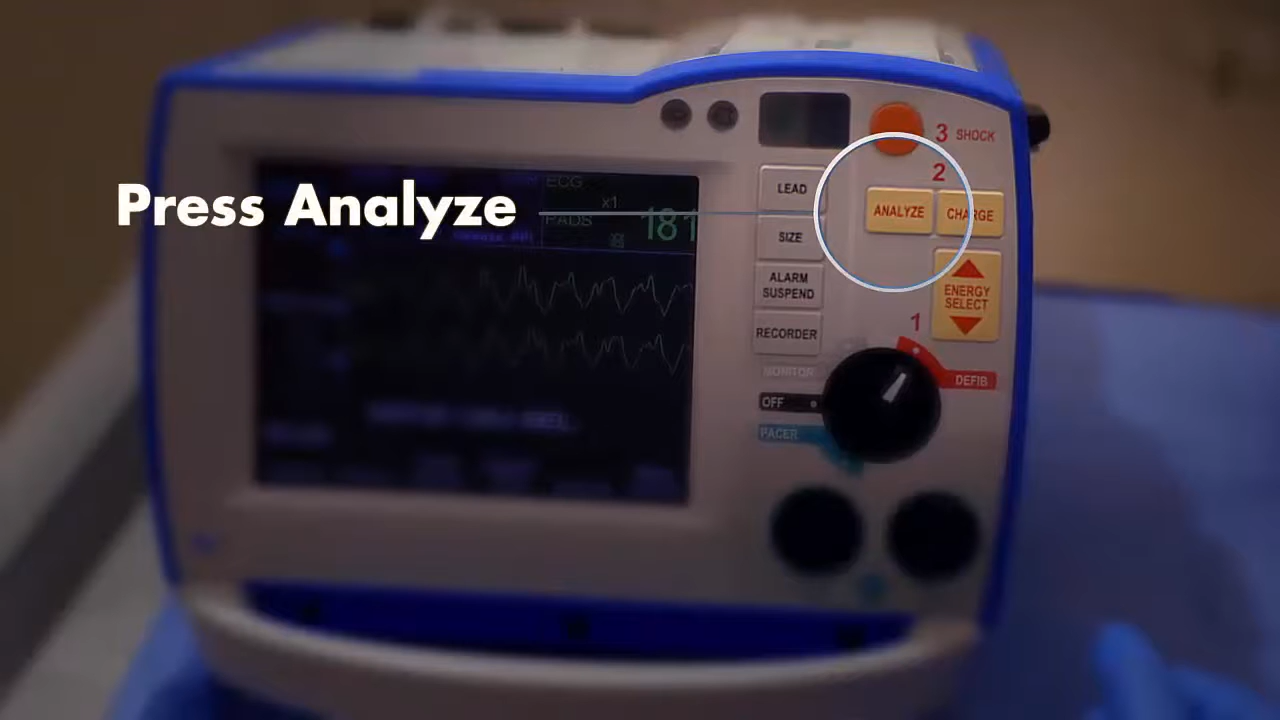 Press Analyze
ECG
x1
PADS
181
LEAD
SIZE
ALARM
SUSPEND
RECORDER
MONITOR
OFF
PACER
3 SHOCK
2
ANALYZE
CHARGE
ENERGY
SELECT
1
DEFIB